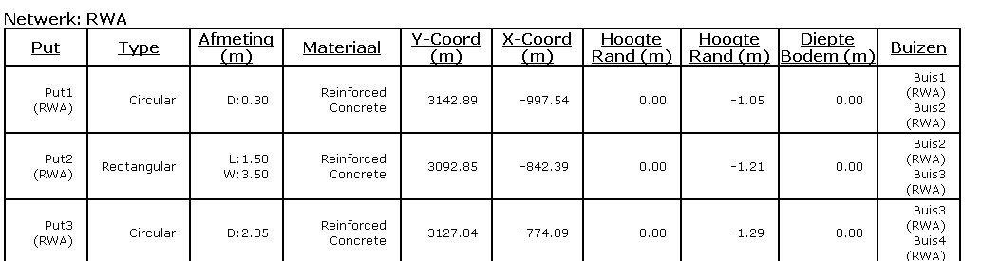 Netwerk: RWA
Put Type Afmeting (m) Materiaal Y-Coord (m) X-Coord (m) Hoogte Rand (m) Hoogte Rand (m) Diepte Bodem (m) Buizen
Put1 (RWA) Circular D:0.30 Reinforced Concrete 3142.89 -997.54 0.00 -1.05 0.00 Buis1 (RWA) Buis2 (RWA)
Put2 (RWA) Rectangular L:1.50 W:3.50 Reinforced Concrete 3092.85 -842.39 0.00 -1.21 0.00 Buis2 (RWA) Buis3 (RWA)
Put3 (RWA) Circular D:2.05 Reinforced Concrete 3127.84 -774.09 0.00 -1.29 0.00 Buis3 (RWA) Buis4 (RWA)